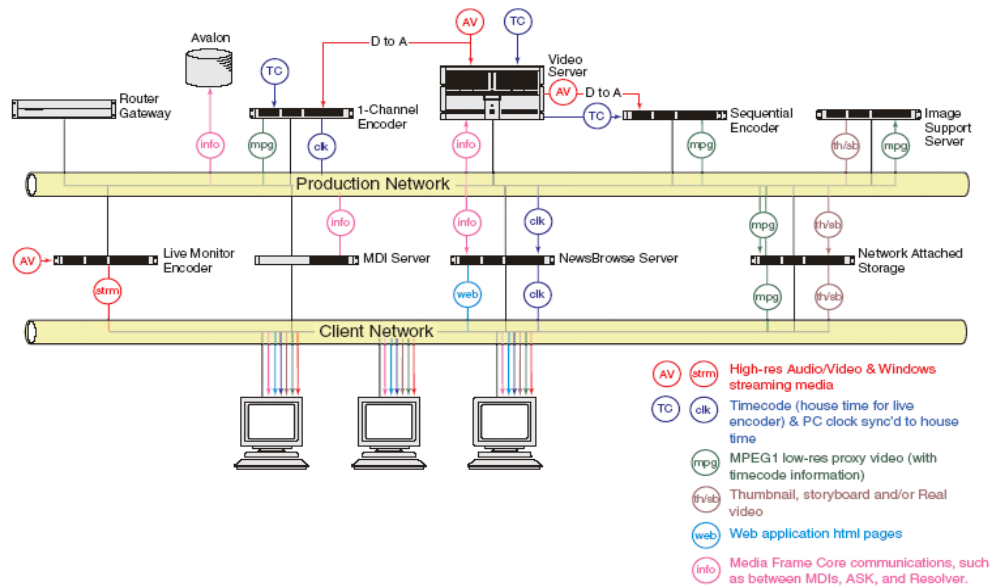 AV
TC
Avalon
D to A
Video
Server
TC
AV
D to A
Router
Gateway
1-Channel
Encoder
TC
Sequential
Encoder
Image
Support
Server
info
mpg
clk
info
mpg
th/sb
mpg
Production Network
info
info
clk
mpg
th/sb
AV
Live Monitor
Encoder
MDI Server
NewsBrowse Server
Network Attached
Storage
strm
web
clk
mpg
th/sb
Client Network
AV
strm
High-res Audio/Video & Windows
streaming media
TC
clk
Timecode (house time for live
encoder) & PC clock sync'd to house
time
mpg
MPEG1 low-res proxy video (with
timecode information)
th/sb
Thumbnail, storyboard and/or Real
video
web
Web application html pages
info
Media Frame Core communications, such
as between MDIs, ASK, and Resolver.